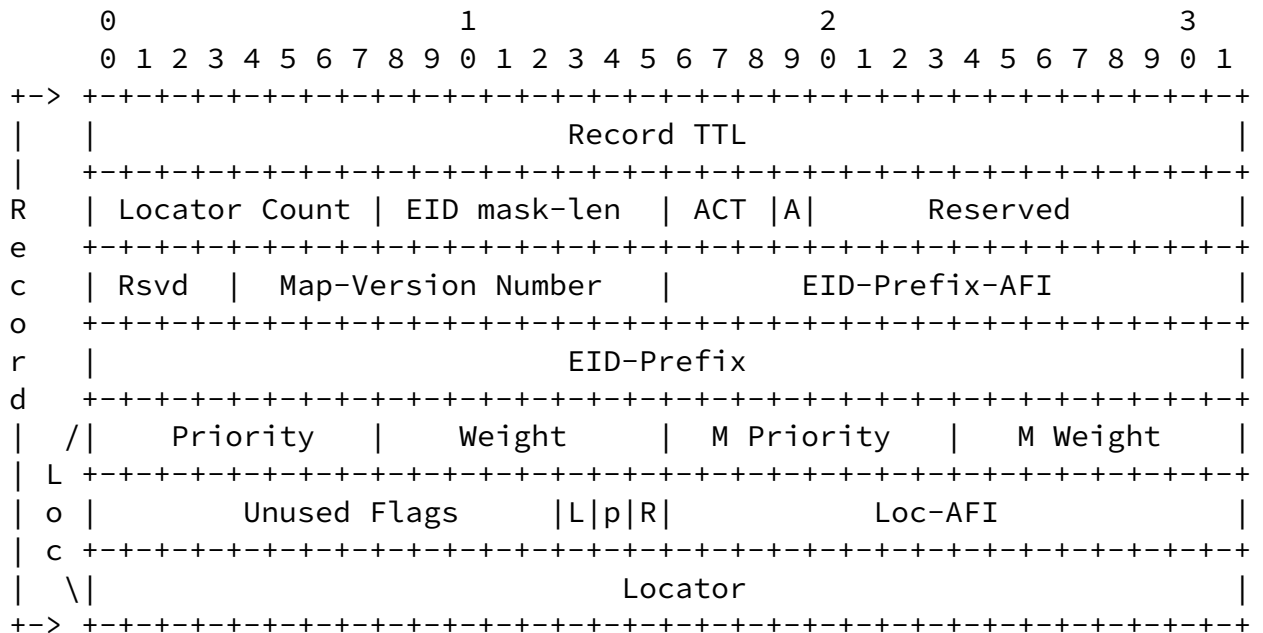 0                   1                   2                   3
        0 1 2 3 4 5 6 7 8 9 0 1 2 3 4 5 6 7 8 9 0 1 2 3 4 5 6 7 8 9 0 1
   +-> +-+-+-+-+-+-+-+-+-+-+-+-+-+-+-+-+-+-+-+-+-+-+-+-+-+-+-+-+-+-+-+-+
   |   |                          Record TTL                           |
   |   +-+-+-+-+-+-+-+-+-+-+-+-+-+-+-+-+-+-+-+-+-+-+-+-+-+-+-+-+-+-+-+-+
   R   | Locator Count | EID mask-len  | ACT |A|      Reserved         |
   e   +-+-+-+-+-+-+-+-+-+-+-+-+-+-+-+-+-+-+-+-+-+-+-+-+-+-+-+-+-+-+-+-+
   c   | Rsvd  |  Map-Version Number   |       EID-Prefix-AFI          |
   o   +-+-+-+-+-+-+-+-+-+-+-+-+-+-+-+-+-+-+-+-+-+-+-+-+-+-+-+-+-+-+-+-+
   r   |                          EID-Prefix                           |
   d   +-+-+-+-+-+-+-+-+-+-+-+-+-+-+-+-+-+-+-+-+-+-+-+-+-+-+-+-+-+-+-+-+
   |  /|    Priority   |    Weight     |  M Priority   |   M Weight    |
   | L +-+-+-+-+-+-+-+-+-+-+-+-+-+-+-+-+-+-+-+-+-+-+-+-+-+-+-+-+-+-+-+-+
   | o |        Unused Flags     |L|p|R|           Loc-AFI             |
   | c +-+-+-+-+-+-+-+-+-+-+-+-+-+-+-+-+-+-+-+-+-+-+-+-+-+-+-+-+-+-+-+-+
   |  \|                             Locator                           |
   +-> +-+-+-+-+-+-+-+-+-+-+-+-+-+-+-+-+-+-+-+-+-+-+-+-+-+-+-+-+-+-+-+-+